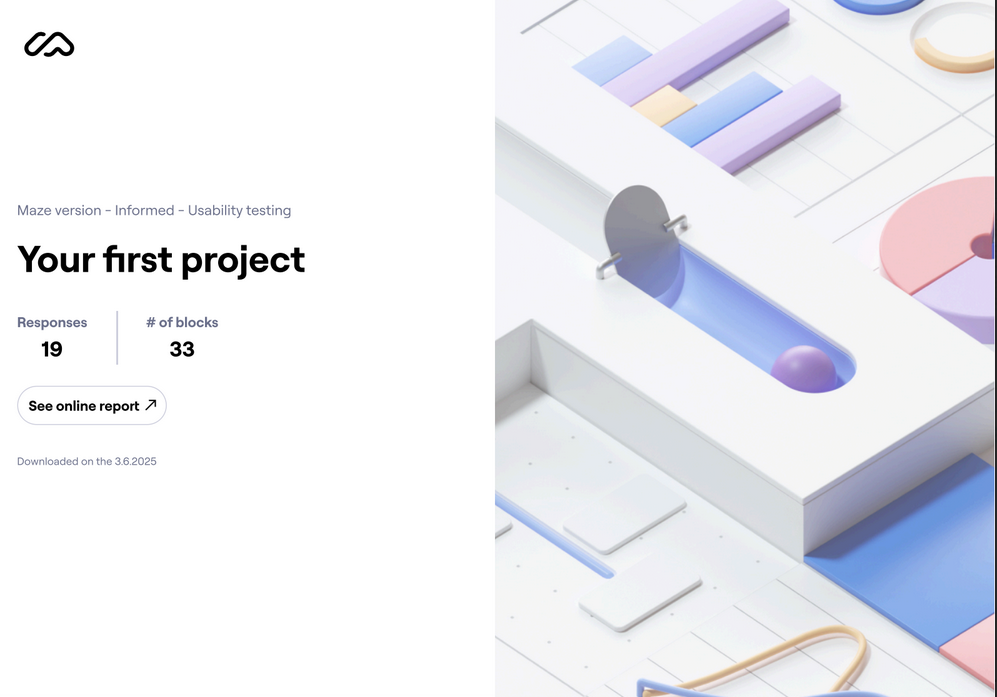 Maze version - Informed - Usability testing
Your first project
Responses
# of blocks
19
33
See online report ↗
Downloaded on the 3.6.2025